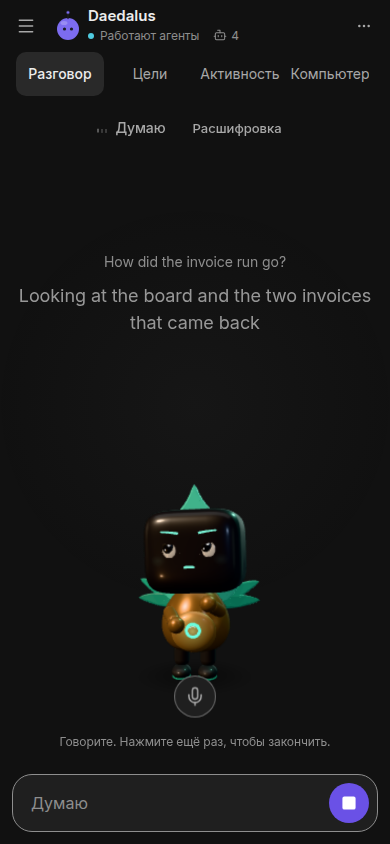 Daedalus
Работают агенты 4
Разговор Цели Активность Компьютер
Думаю Расшифровка
How did the invoice run go?
Looking at the board and the two invoices
that came back
Говорите. Нажмите ещё раз, чтобы закончить.
Думаю